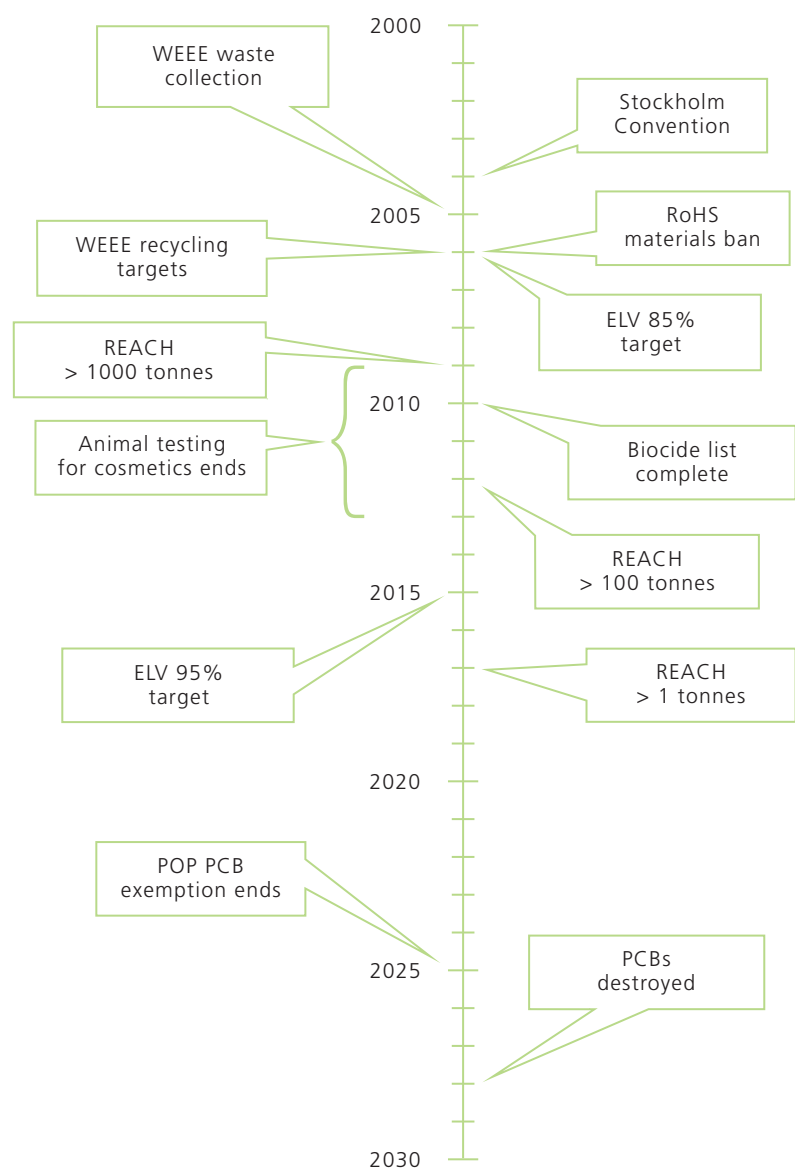 2000
WEEE waste
collection
Stockholm
Convention
2005
RoHS
materials ban
WEEE recycling
targets
ELV 85%
target
REACH
> 1000 tonnes
2010
Animal testing
for cosmetics ends
Biocide list
complete
REACH
> 100 tonnes
2015
ELV 95%
target
REACH
> 1 tonnes
2020
POP PCB
exemption ends
PCBs
destroyed
2025
2030